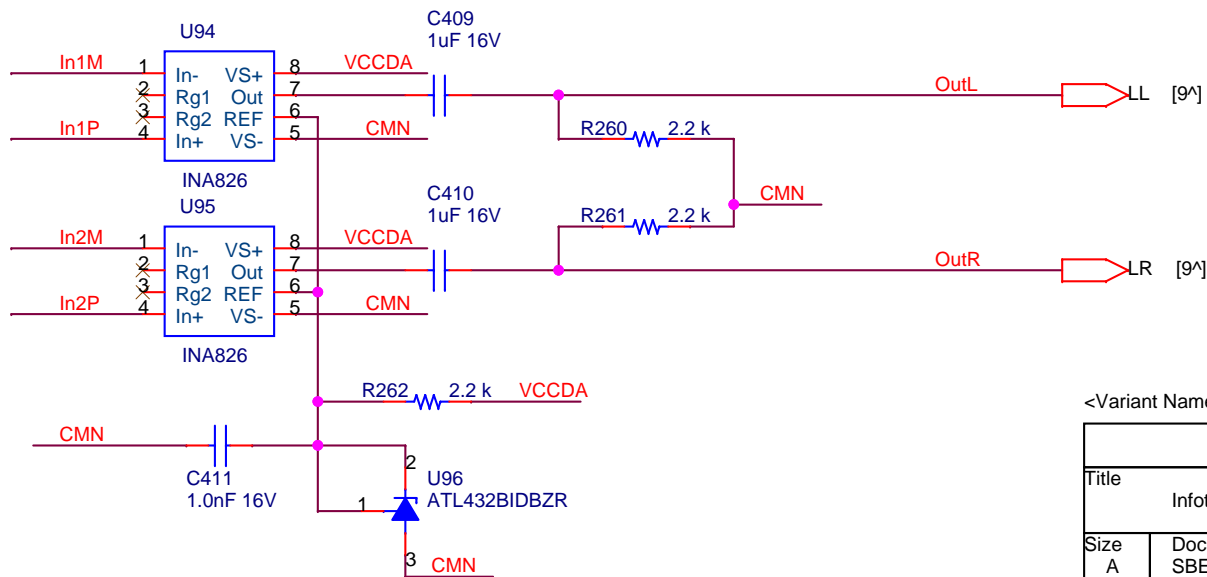 U94
C409
1uF 16V
In1M
1
In-
VS+
8
VCCDA
2
Rg1
Out
7
OutL
LL
[9^]
3
Rg2
REF
6
In1P
4
In+
VS-
5
CMN
R260
2.2 k
INA826
U95
C410
1uF 16V
CMN
R261
2.2 k
In2M
1
In-
VS+
8
VCCDA
2
Rg1
Out
7
OutR
LR
[9^]
3
Rg2
REF
6
In2P
4
In+
VS-
5
CMN
INA826
R262
2.2 k
VCCDA
<Variant Name
CMN
C411
1.0nF 16V
2
U96
ATL432BIDBZR
1
3
CMN
Title
Infot
Size
A
Doc
SBE